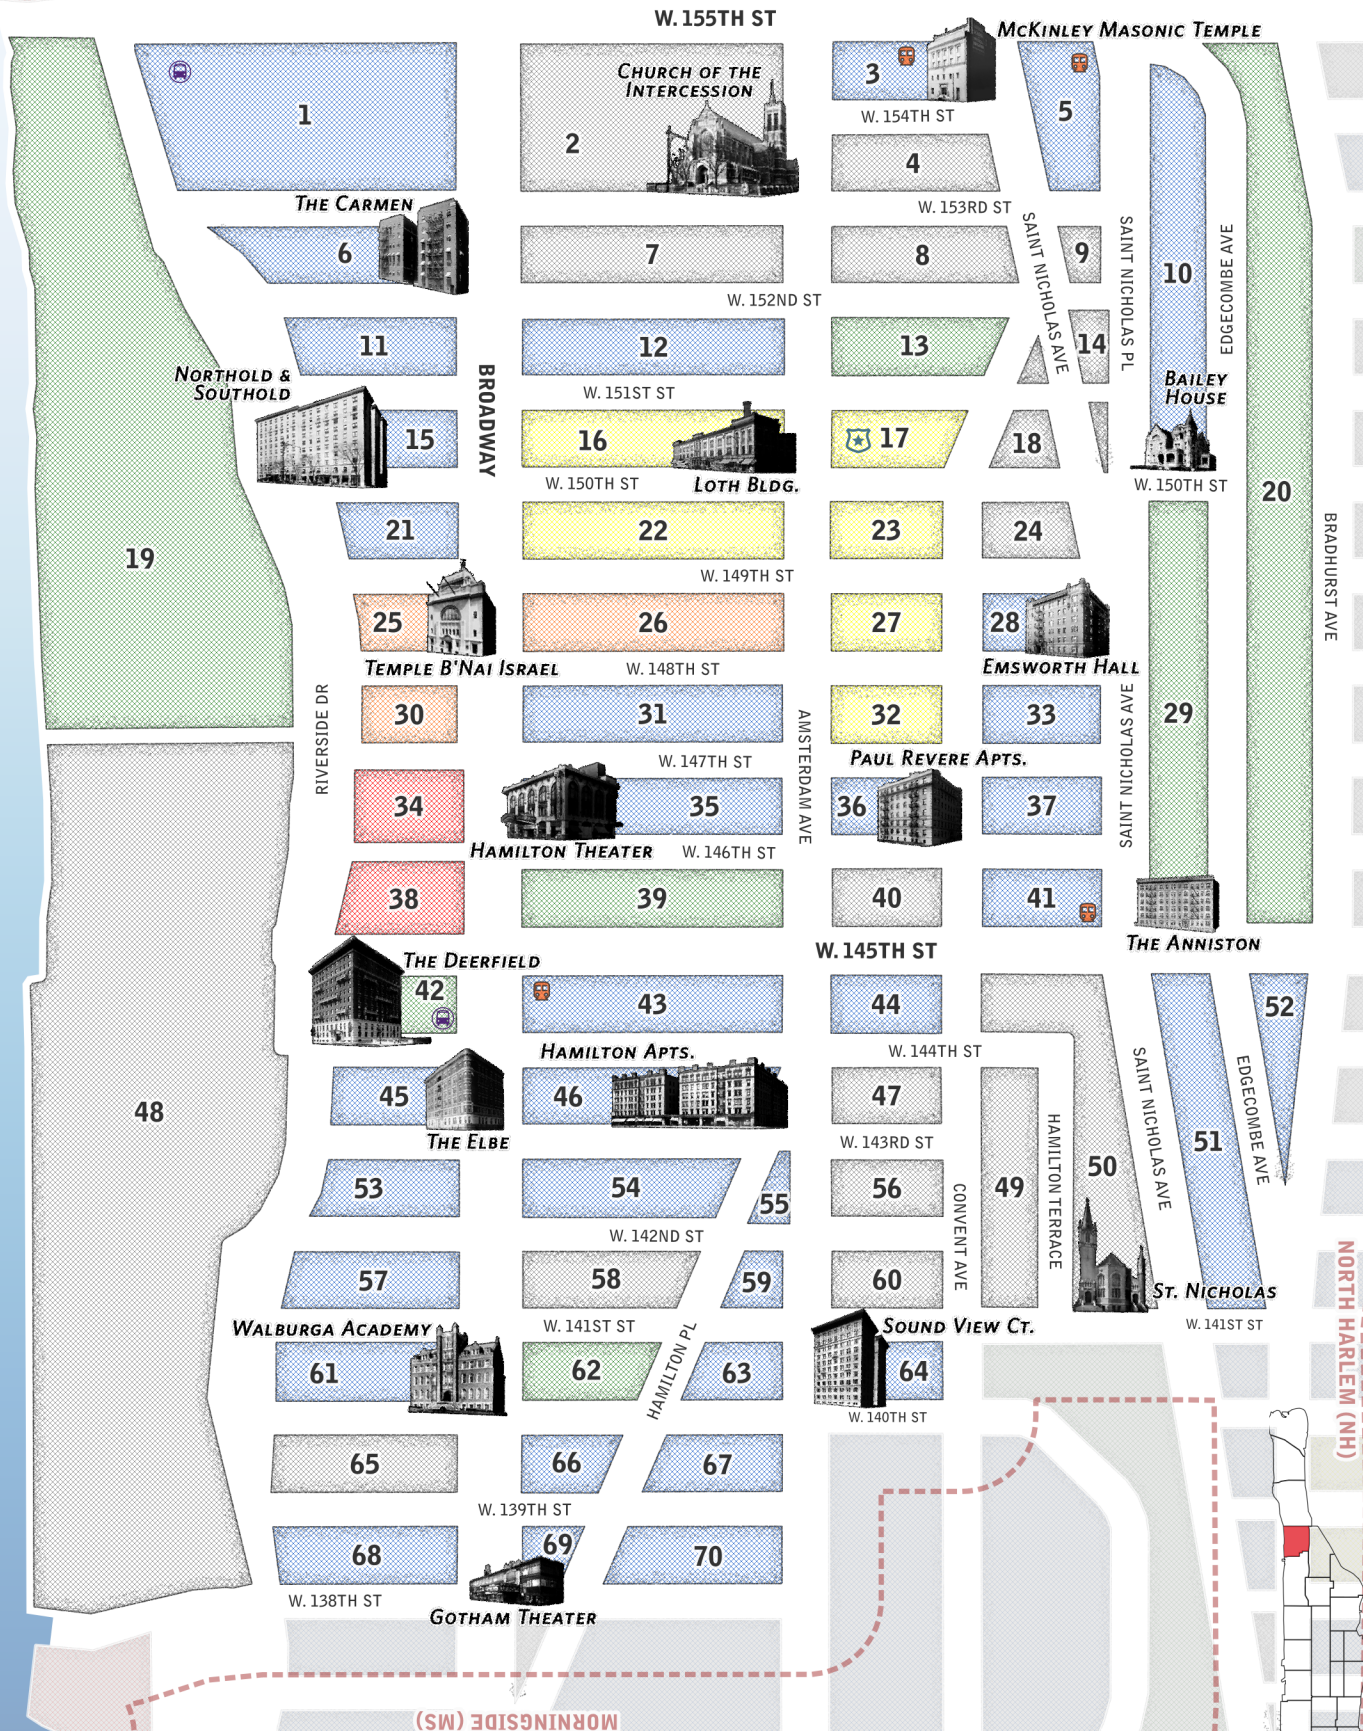 W. 155TH ST
MCKINLEY MASONIC TEMPLE
CHURCH OF THE
INTERCESSION
1
2
3
W. 154TH ST
4
5
THE CARMEN
W. 153RD ST
6
7
8
9
10
SAINT NICHOLAS AVE
SAINT NICHOLAS PL
EDGECOMBE AVE
W. 152ND ST
11
12
13
14
NORTHOLD &
SOUTHOLD
BROADWAY
W. 151ST ST
BAILEY
HOUSE
15
16
17
18
W. 150TH ST
LOTH BLDG.
W. 150TH ST
19
20
21
22
23
24
BRADHURST AVE
W. 149TH ST
25
26
27
28
TEMPLE B'NAI ISRAEL
W. 148TH ST
EMSWORTH HALL
RIVERSIDE DR
30
31
AMSTERDAM AVE
32
33
SAINT NICHOLAS AVE
29
W. 147TH ST
PAUL REVERE APTS.
34
35
36
37
HAMILTON THEATER
W. 146TH ST
38
39
40
41
THE ANNISTON
W. 145TH ST
THE DEERFIELD
42
43
44
52
HAMILTON APTS.
W. 144TH ST
45
46
47
48
THE ELBE
W. 143RD ST
HAMILTON TERRACE
SAINT NICHOLAS AVE
EDGECOMBE AVE
53
54
55
56
CONVENT AVE
49
50
51
W. 142ND ST
57
58
59
60
ST. NICHOLAS
W. 141ST ST
W. 141ST ST
WALBURGA ACADEMY
SOUND VIEW CT.
61
62
HAMILTON PL
63
64
W. 140TH ST
NORTH HARLEM (NH)
65
66
67
W. 139TH ST
68
69
70
W. 138TH ST
GOTHAM THEATER
MORNINGSIDE (MS)